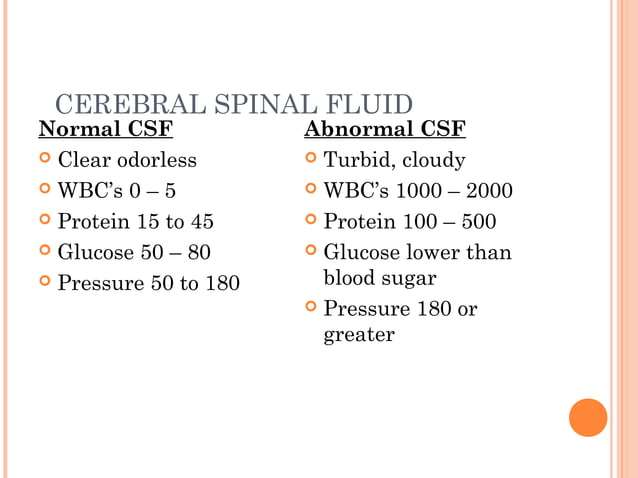 CEREBRAL SPINAL FLUID
Normal CSF
Clear odorless
WBC’s 0 – 5
Protein 15 to 45
Glucose 50 – 80
Pressure 50 to 180
Abnormal CSF
Turbid, cloudy
WBC’s 1000 – 2000
Protein 100 – 500
Glucose lower than
blood sugar
Pressure 180 or
greater